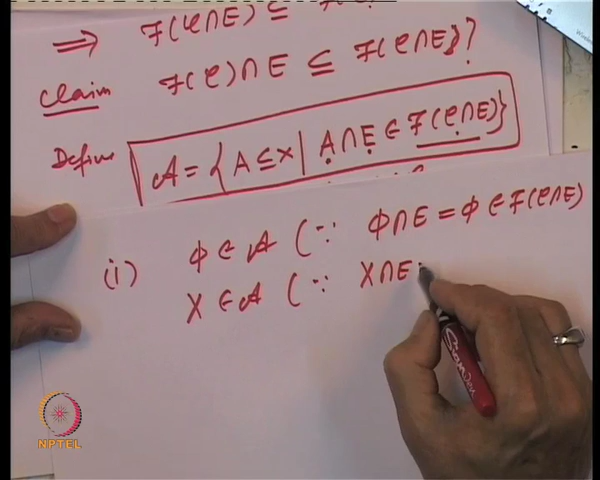 ⟹ F(C∩E) ⊆
Claim F(C)∩E ⊆ F(C∩E)?
Define A = {A ⊆ X | A∩E ∈ F(C∩E)}
(i) φ ∈ A (∵ φ∩E = φ ∈ F(C∩E)
X ∈ A (∵ X∩E
NPTEL